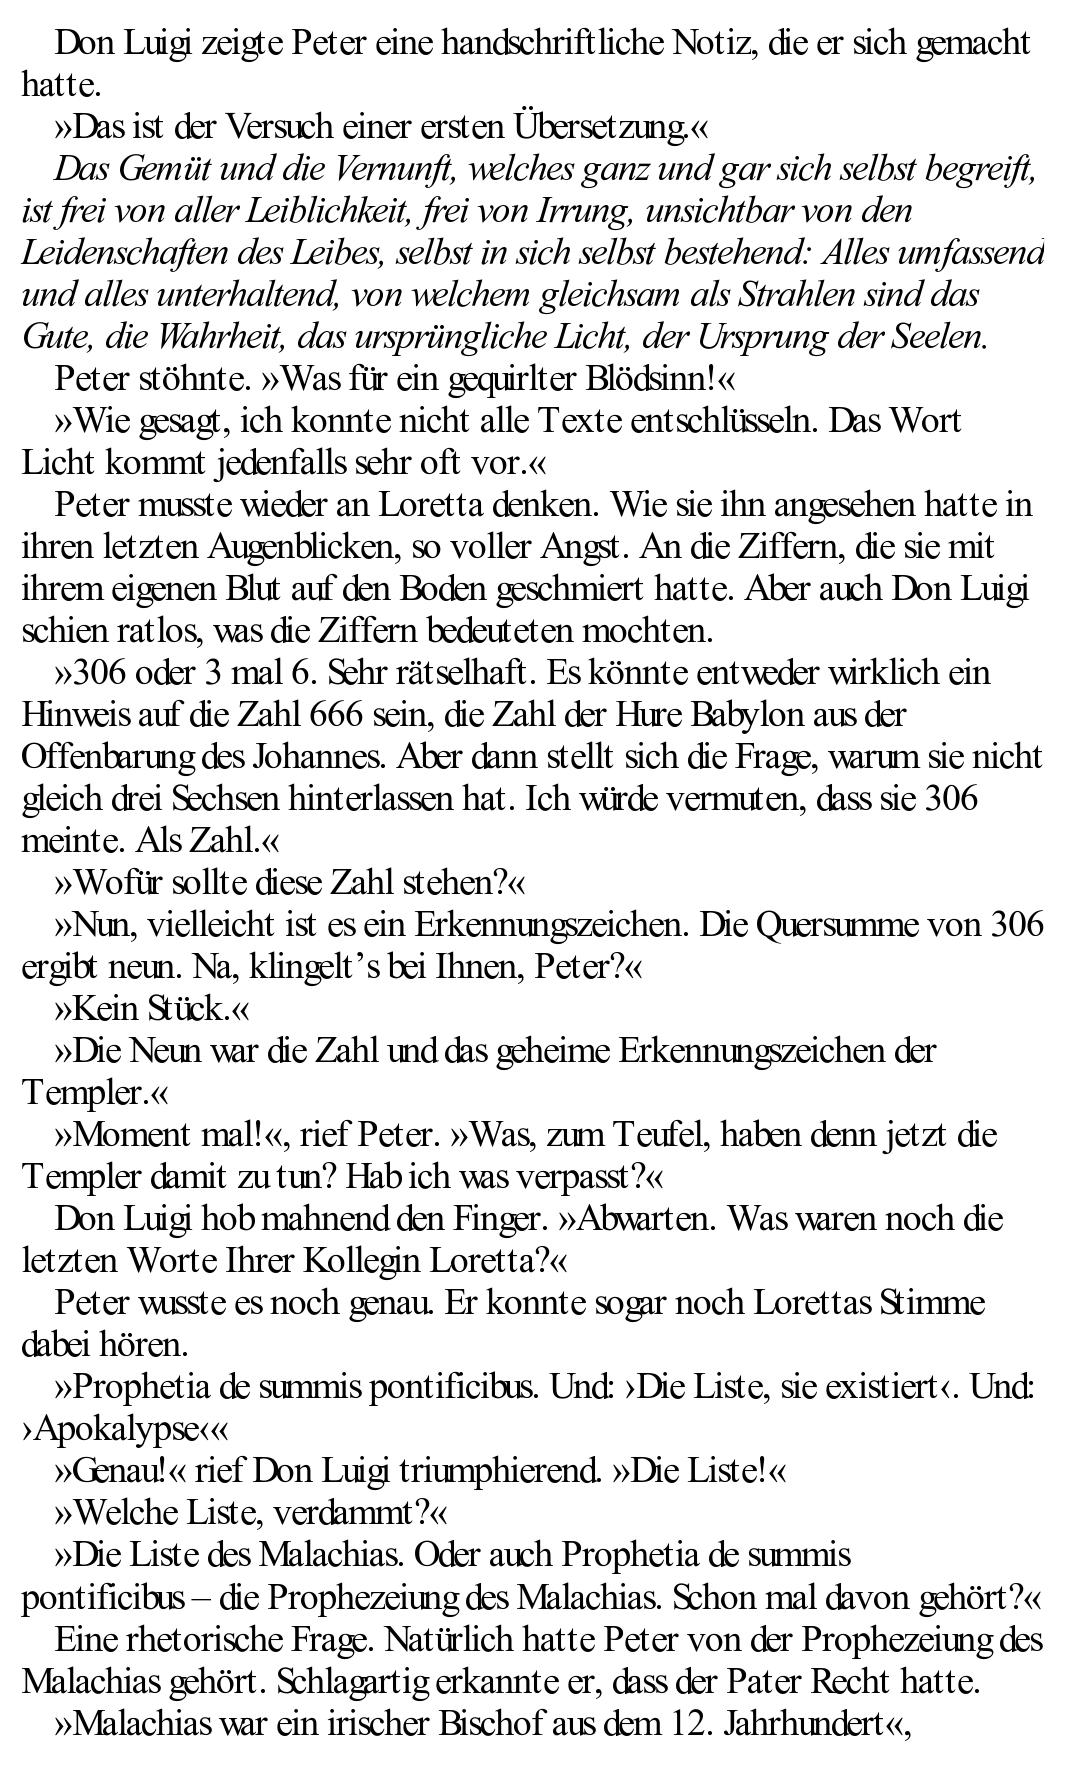 Don Luigi zeigte Peter eine handschriftliche Notiz, die er sich gemacht
hatte.
»Das ist der Versuch einer ersten Übersetzung.«
Das Gemüt und die Vernunft, welches ganz und gar sich selbst begreift,
ist frei von aller Leiblichkeit, frei von Irrung, unsichtbar von den
Leidenschaften des Leibes, selbst in sich selbst bestehend: Alles umfassend
und alles unterhaltend, von welchem gleichsam als Strahlen sind das
Gute, die Wahrheit, das ursprüngliche Licht, der Ursprung der Seelen.
Peter stöhnte. »Was für ein gequirlter Blödsinn!«
»Wie gesagt, ich konnte nicht alle Texte entschlüsseln. Das Wort
Licht kommt jedenfalls sehr oft vor.«
Peter musste wieder an Loretta denken. Wie sie ihn angesehen hatte in
ihren letzten Augenblicken, so voller Angst. An die Ziffern, die sie mit
ihrem eigenen Blut auf den Boden geschmiert hatte. Aber auch Don Luigi
schien ratlos, was die Ziffern bedeuteten mochten.
»306 oder 3 mal 6. Sehr rätselhaft. Es könnte entweder wirklich ein
Hinweis auf die Zahl 666 sein, die Zahl der Hure Babylon aus der
Offenbarung des Johannes. Aber dann stellt sich die Frage, warum sie nicht
gleich drei Sechsen hinterlassen hat. Ich würde vermuten, dass sie 306
meinte. Als Zahl.«
»Wofür sollte diese Zahl stehen?«
»Nun, vielleicht ist es ein Erkennungszeichen. Die Quersumme von 306
ergibt neun. Na, klingelt’s bei Ihnen, Peter?«
»Kein Stück.«
»Die Neun war die Zahl und das geheime Erkennungszeichen der
Templer.«
»Moment mal!«, rief Peter. »Was, zum Teufel, haben denn jetzt die
Templer damit zu tun? Hab ich was verpasst?«
Don Luigi hob mahnend den Finger. »Abwarten. Was waren noch die
letzten Worte Ihrer Kollegin Loretta?«
Peter wusste es noch genau. Er konnte sogar noch Lorettas Stimme
dabei hören.
»Prophetia de summis pontificibus. Und: ›Die Liste, sie existiert‹. Und:
›Apokalypse‹«
»Genau!« rief Don Luigi triumphierend. »Die Liste!«
»Welche Liste, verdammt?«
»Die Liste des Malachias. Oder auch Prophetia de summis
pontificibus – die Prophezeiung des Malachias. Schon mal davon gehört?«
Eine rhetorische Frage. Natürlich hatte Peter von der Prophezeiung des
Malachias gehört. Schlagartig erkannte er, dass der Pater Recht hatte.
»Malachias war ein irischer Bischof aus dem 12. Jahrhundert«,